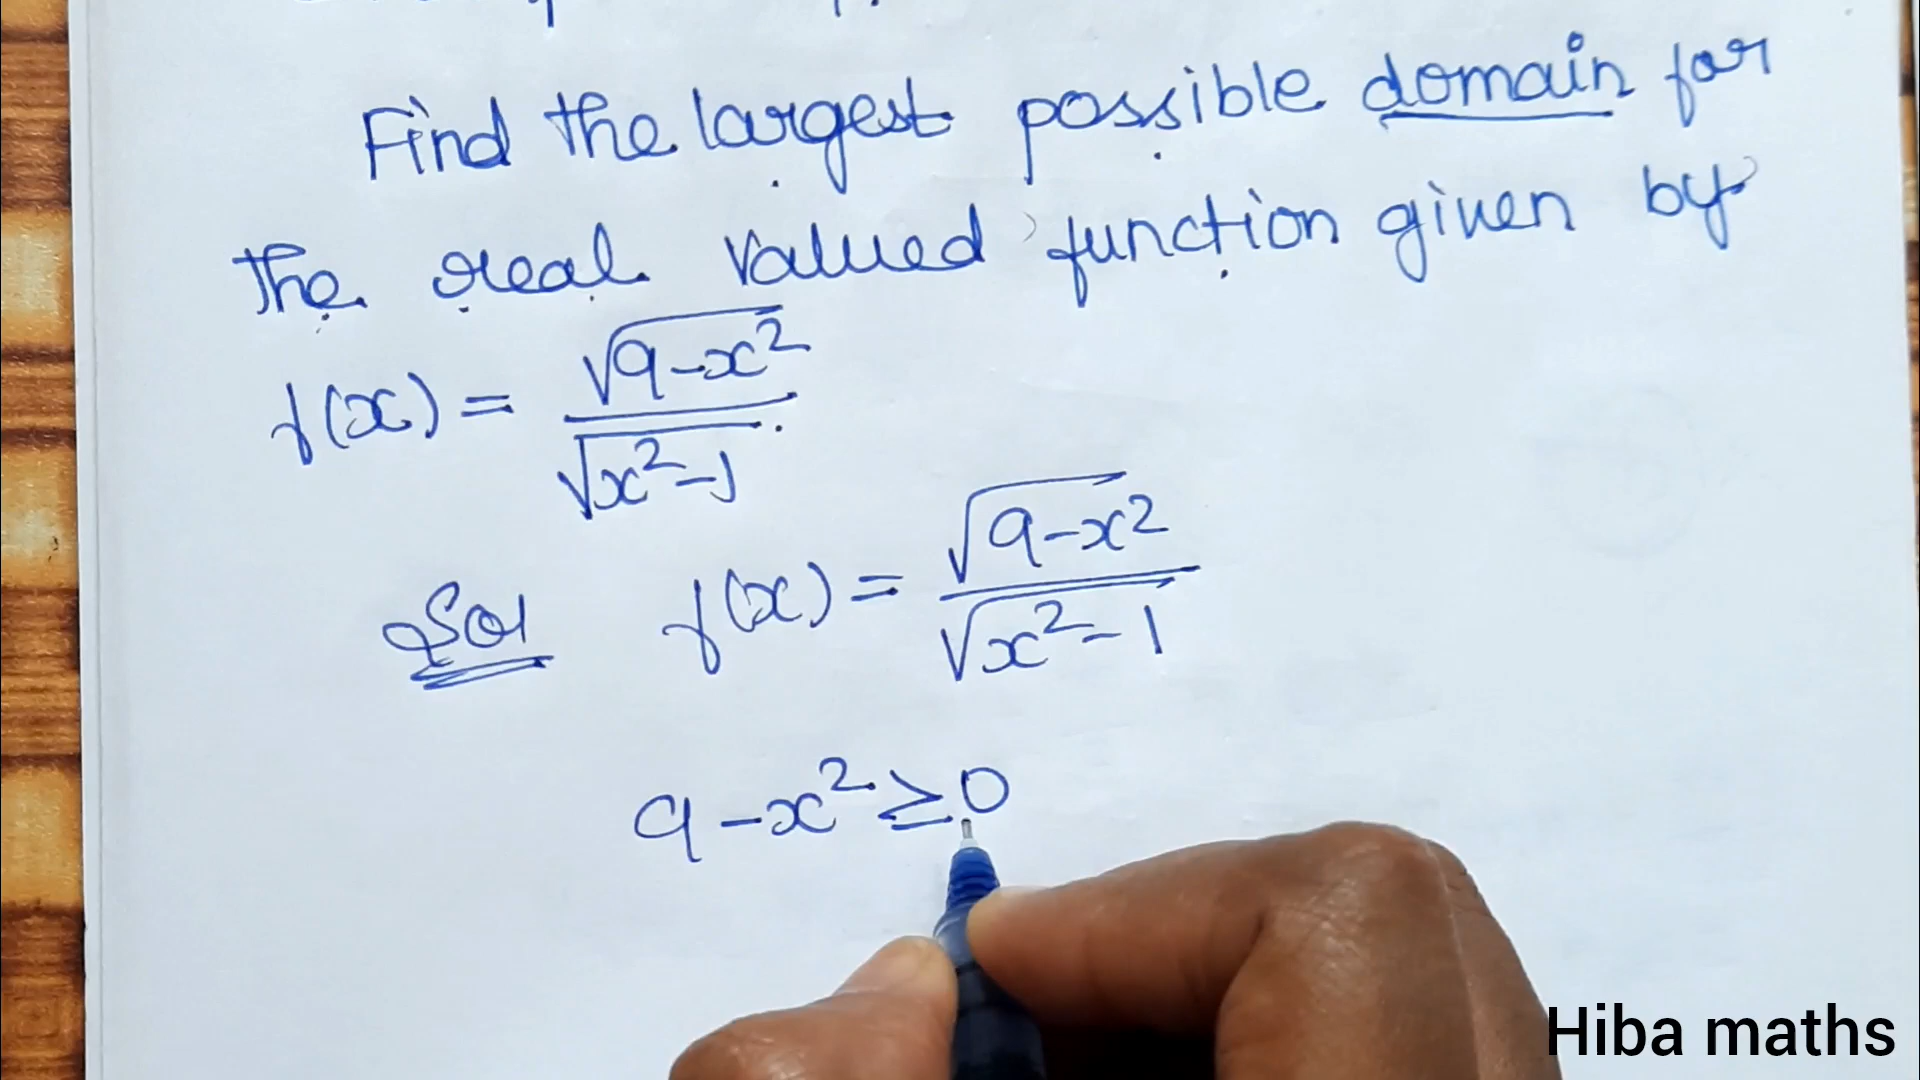 Find the largest possible domain for
the real valued function given by
f(x) = √(9-x²) / √(x²-1)
Sol f(x) = √(9-x²) / √(x²-1)
9-x² ≥ 0
Hiba maths